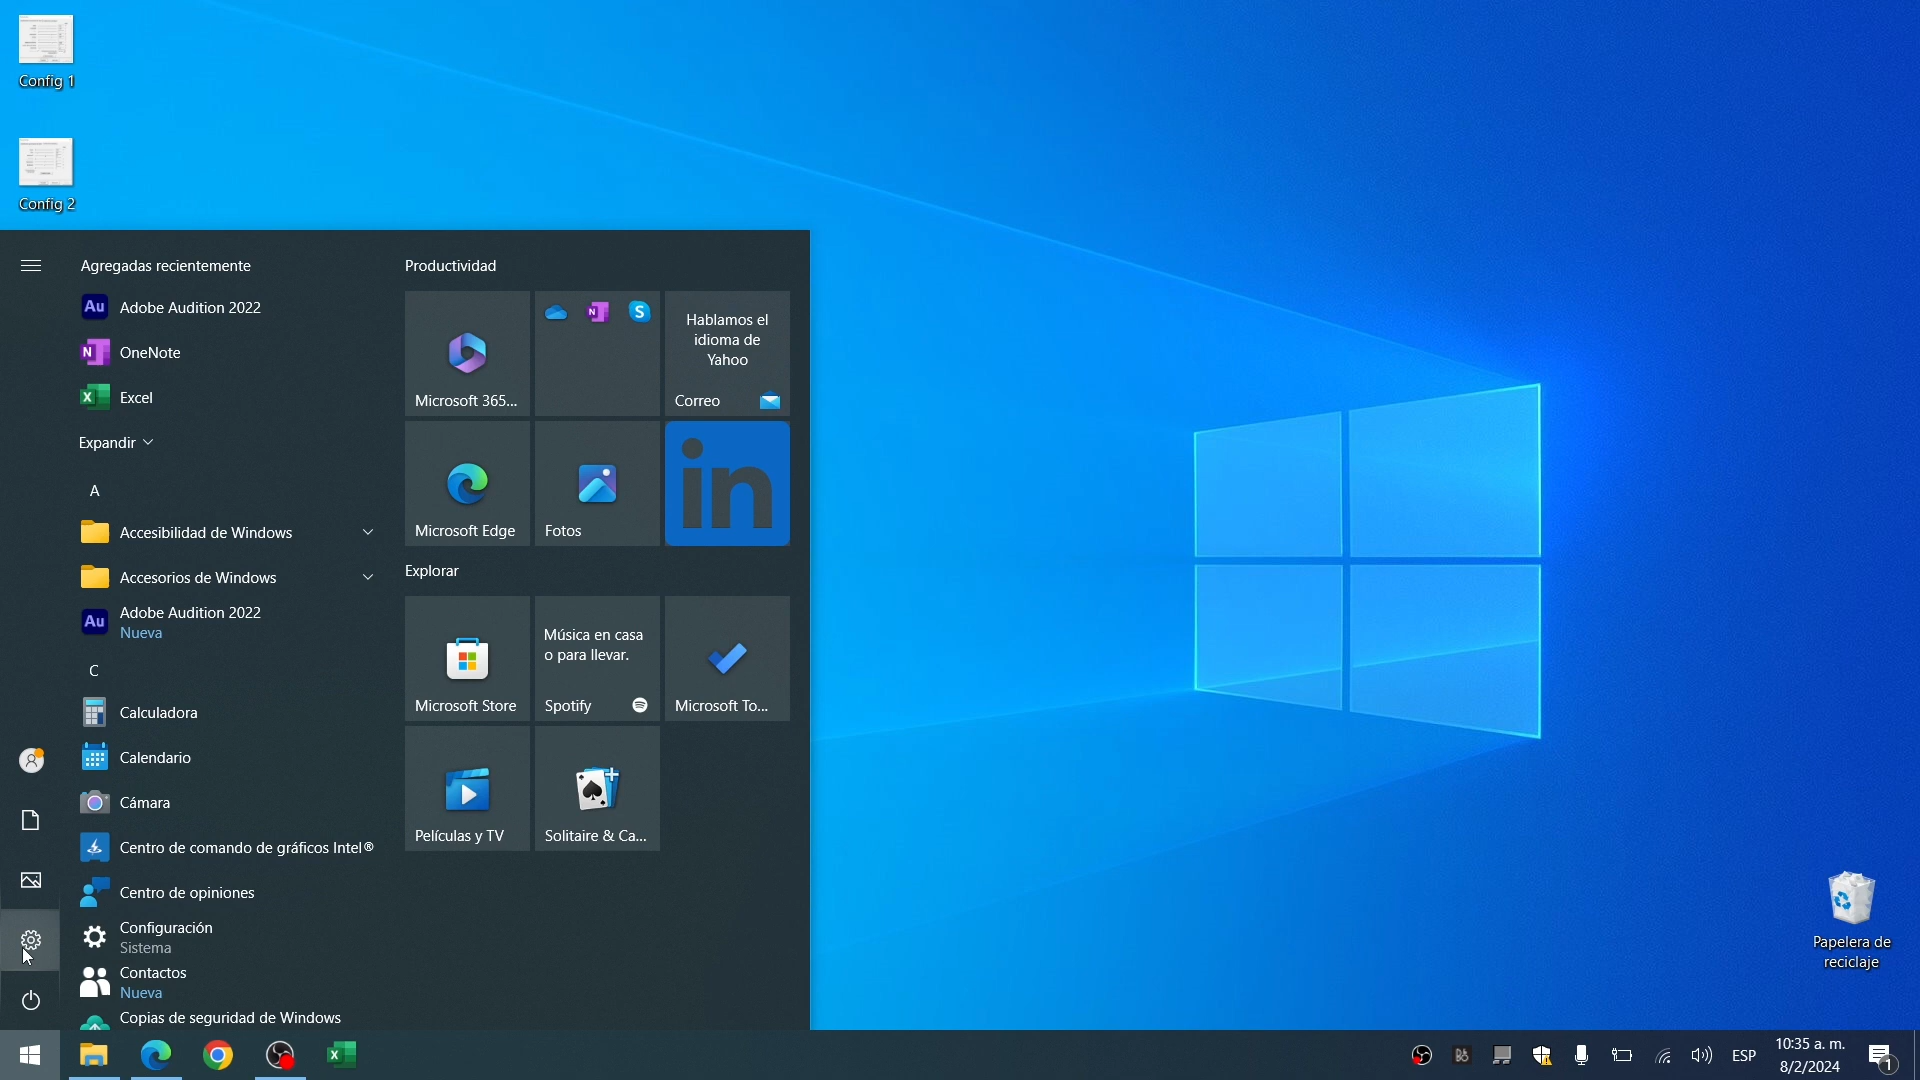 Config 1
Config 2
Agregadas recientemente
Adobe Audition 2022
OneNote
Excel
Expandir
A
Accesibilidad de Windows
Accesorios de Windows
Adobe Audition 2022
Nueva
C
Calculadora
Calendario
Cámara
Centro de comando de gráficos Intel®
Centro de opiniones
Configuración
Sistema
Contactos
Nueva
Copias de seguridad de Windows
Productividad
Microsoft 365...
Hablamos el
idioma de
Yahoo
Correo
Microsoft Edge
Fotos
in
Explorar
Microsoft Store
Música en casa
o para llevar.
Spotify
Microsoft To...
Películas y TV
Solitaire & Ca...
Papelera de
reciclaje
ESP
10:35 a. m.
8/2/2024
1